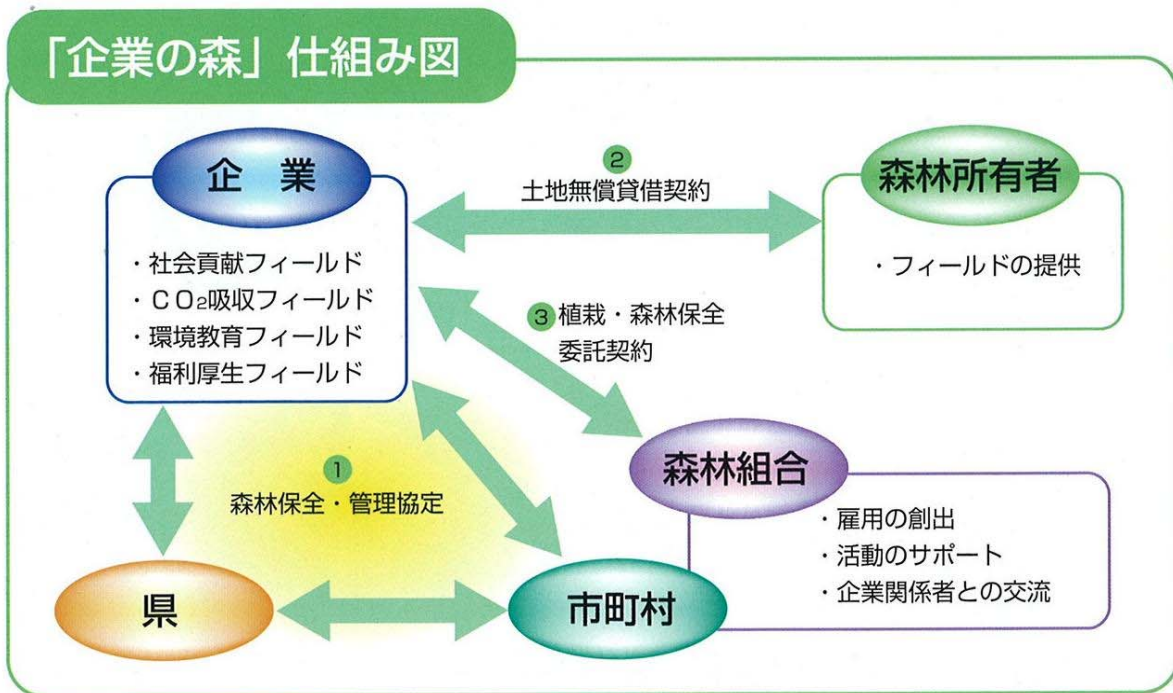 「企業の森」仕組み図
企 業
・社会貢献フィールド
・CO₂吸収フィールド
・環境教育フィールド
・福利厚生フィールド
2
土地無償貸借契約
森林所有者
・フィールドの提供
3 植栽・森林保全
委託契約
1
森林保全・管理協定
森林組合
・雇用の創出
・活動のサポート
・企業関係者との交流
県
市町村